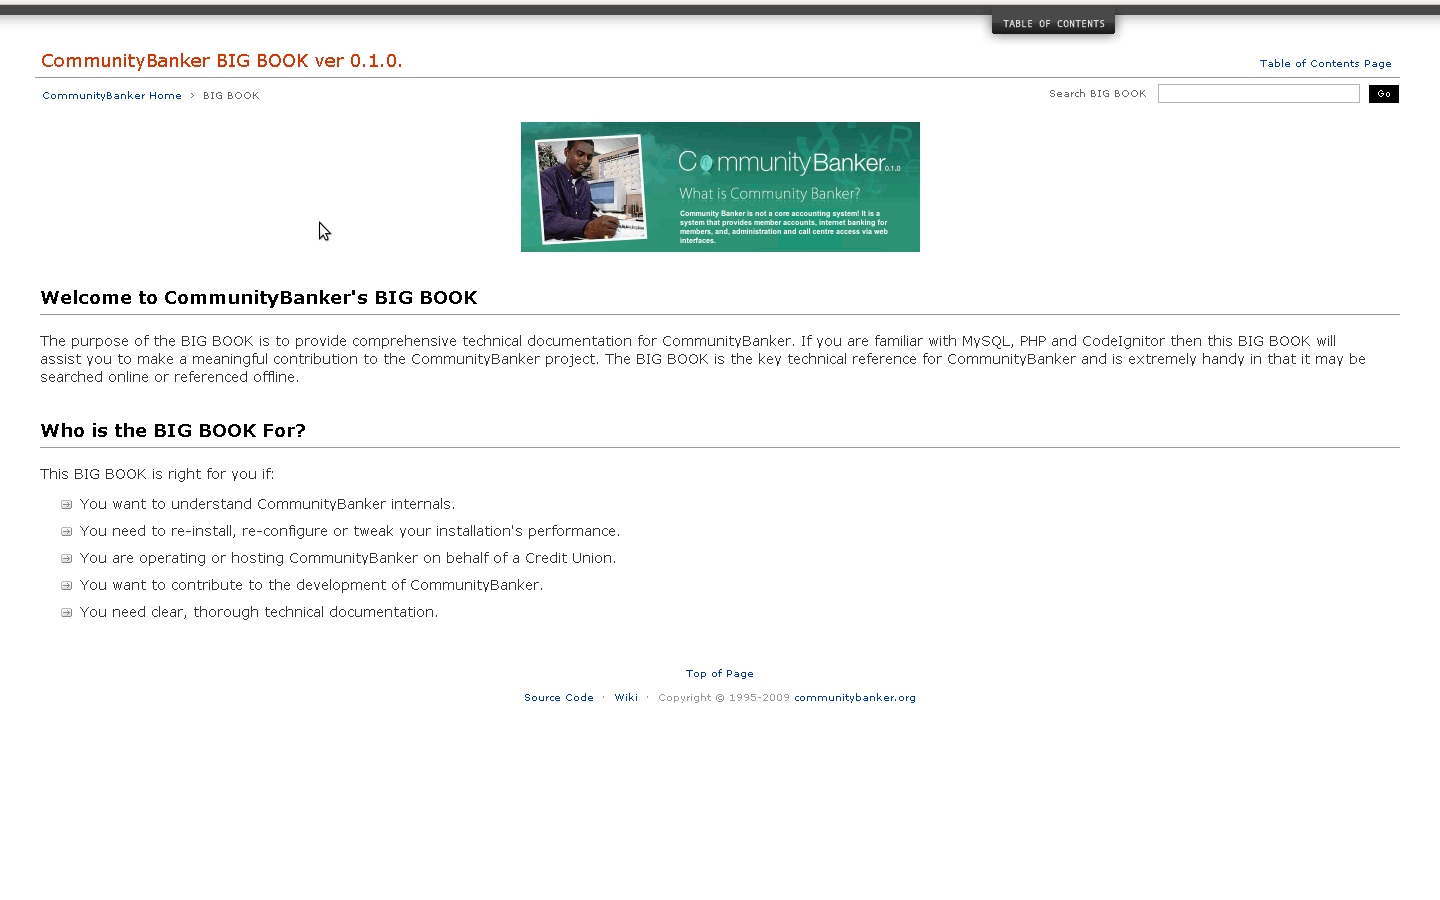 TABLE OF CONTENTS
CommunityBanker BIG BOOK ver 0.1.0.
Table of Contents Page
CommunityBanker Home › BIG BOOK
Search BIG BOOK Go
CommunityBanker 0.1.0
What is Community Banker?
Community Banker is not a core accounting system! It is a
system that provides member accounts, internet banking for
members, and, administration and call centre access via web
interfaces.
Welcome to CommunityBanker's BIG BOOK
The purpose of the BIG BOOK is to provide comprehensive technical documentation for CommunityBanker. If you are familiar with MySQL, PHP and CodeIgnitor then this BIG BOOK will
assist you to make a meaningful contribution to the CommunityBanker project. The BIG BOOK is the key technical reference for CommunityBanker and is extremely handy in that it may be
searched online or referenced offline.
Who is the BIG BOOK For?
This BIG BOOK is right for you if:
You want to understand CommunityBanker internals.
You need to re-install, re-configure or tweak your installation's performance.
You are operating or hosting CommunityBanker on behalf of a Credit Union.
You want to contribute to the development of CommunityBanker.
You need clear, thorough technical documentation.
Top of Page
Source Code · Wiki · Copyright © 1995-2009 communitybanker.org